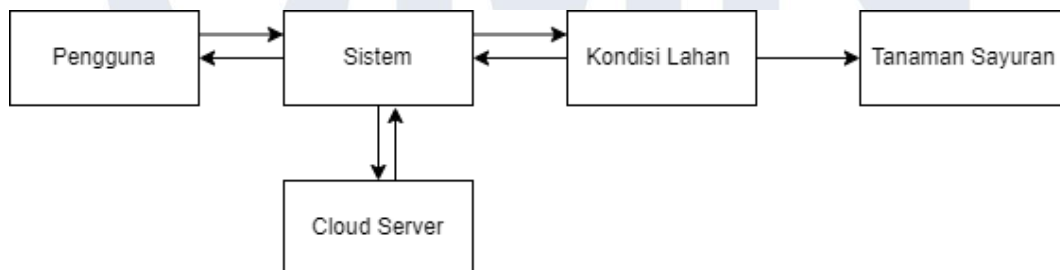 Pengguna
Sistem
Kondisi Lahan
Tanaman Sayuran
Cloud Server